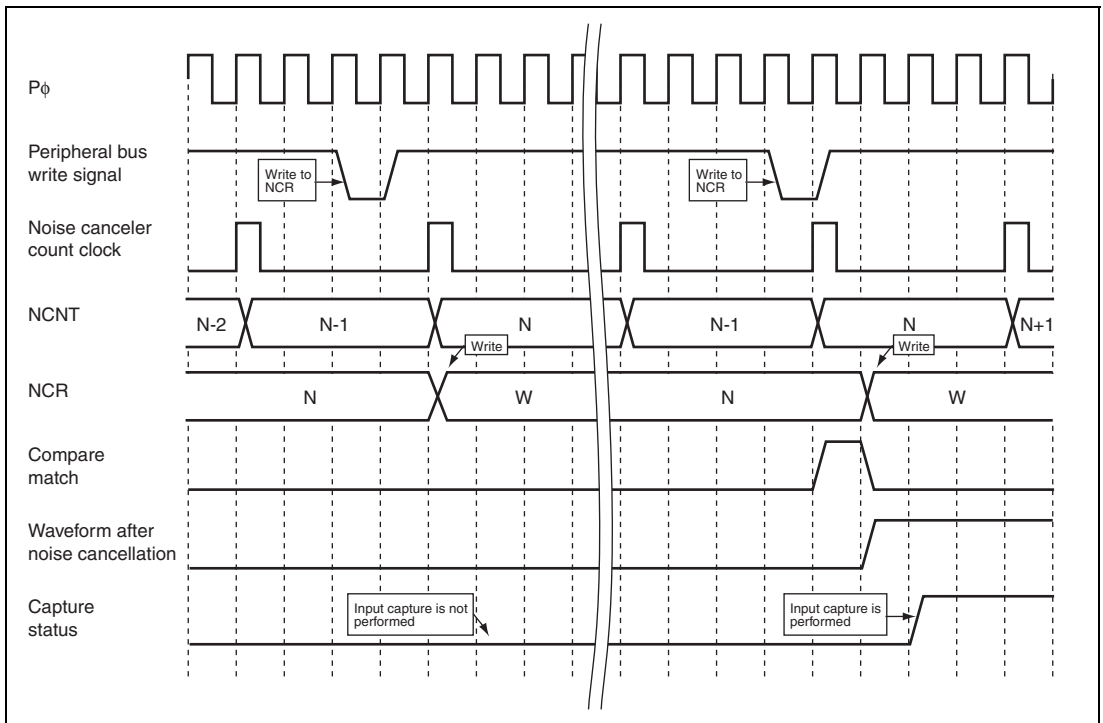 Pϕ
Peripheral bus
write signal
Write to
NCR
Write to
NCR
Noise canceler
count clock
NCNT
N-2
N-1
N
N-1
N
N+1
Write
Write
NCR
N
W
N
W
Compare
match
Waveform after
noise cancellation
Capture
status
Input capture is not
performed
Input capture is
performed